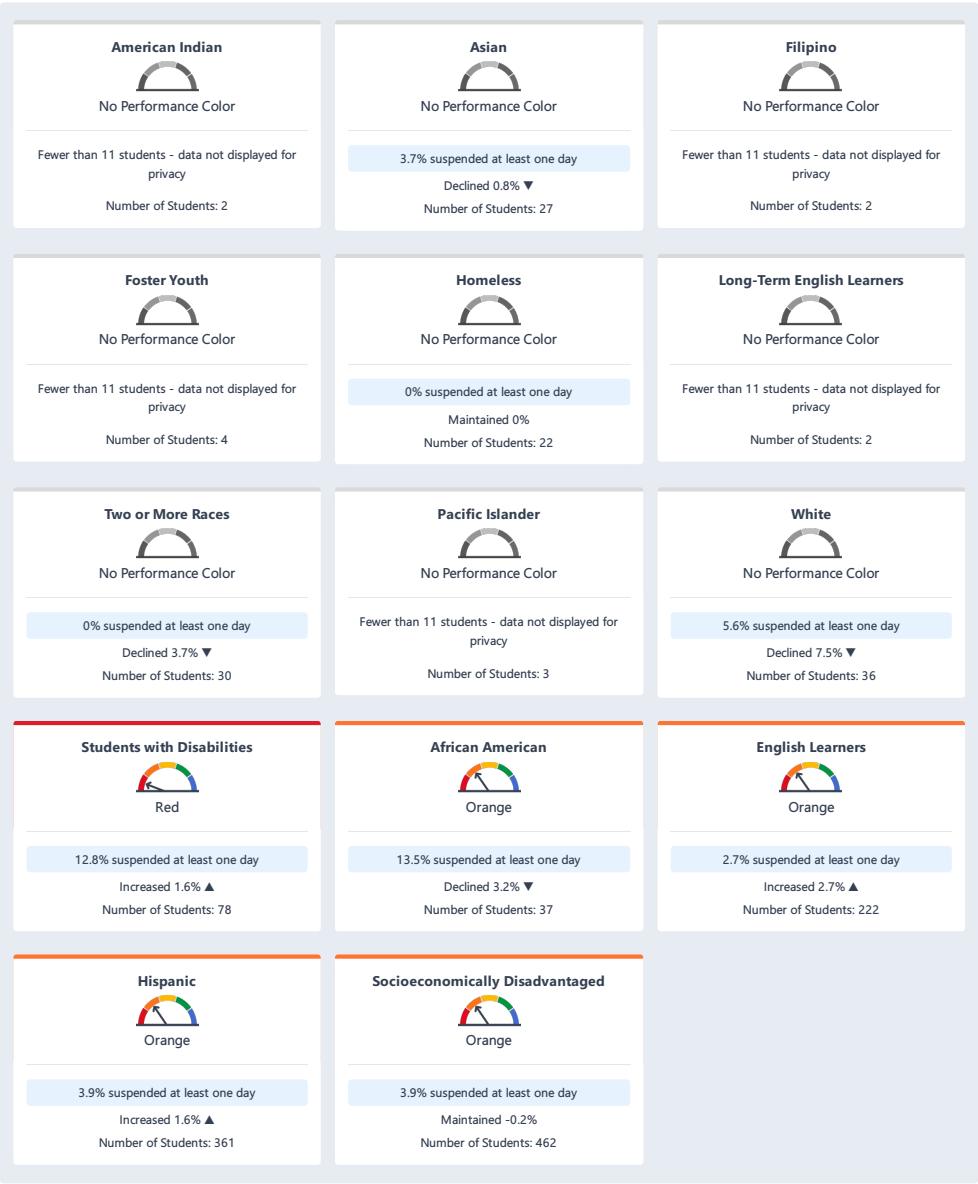 American Indian
No Performance Color
Fewer than 11 students - data not displayed for
privacy
Number of Students: 2
Asian
No Performance Color
3.7% suspended at least one day
Declined 0.8% ▼
Number of Students: 27
Filipino
No Performance Color
Fewer than 11 students - data not displayed for
privacy
Number of Students: 2
Foster Youth
No Performance Color
Fewer than 11 students - data not displayed for
privacy
Number of Students: 4
Homeless
No Performance Color
0% suspended at least one day
Maintained 0%
Number of Students: 22
Long-Term English Learners
No Performance Color
Fewer than 11 students - data not displayed for
privacy
Number of Students: 2
Two or More Races
No Performance Color
0% suspended at least one day
Declined 3.7% ▼
Number of Students: 30
Pacific Islander
No Performance Color
Fewer than 11 students - data not displayed for
privacy
Number of Students: 3
White
No Performance Color
5.6% suspended at least one day
Declined 7.5% ▼
Number of Students: 36
Students with Disabilities
Red
12.8% suspended at least one day
Increased 1.6% ▲
Number of Students: 78
African American
Orange
13.5% suspended at least one day
Declined 3.2% ▼
Number of Students: 37
English Learners
Orange
2.7% suspended at least one day
Increased 2.7% ▲
Number of Students: 222
Hispanic
Orange
3.9% suspended at least one day
Increased 1.6% ▲
Number of Students: 361
Socioeconomically Disadvantaged
Orange
3.9% suspended at least one day
Maintained -0.2%
Number of Students: 462